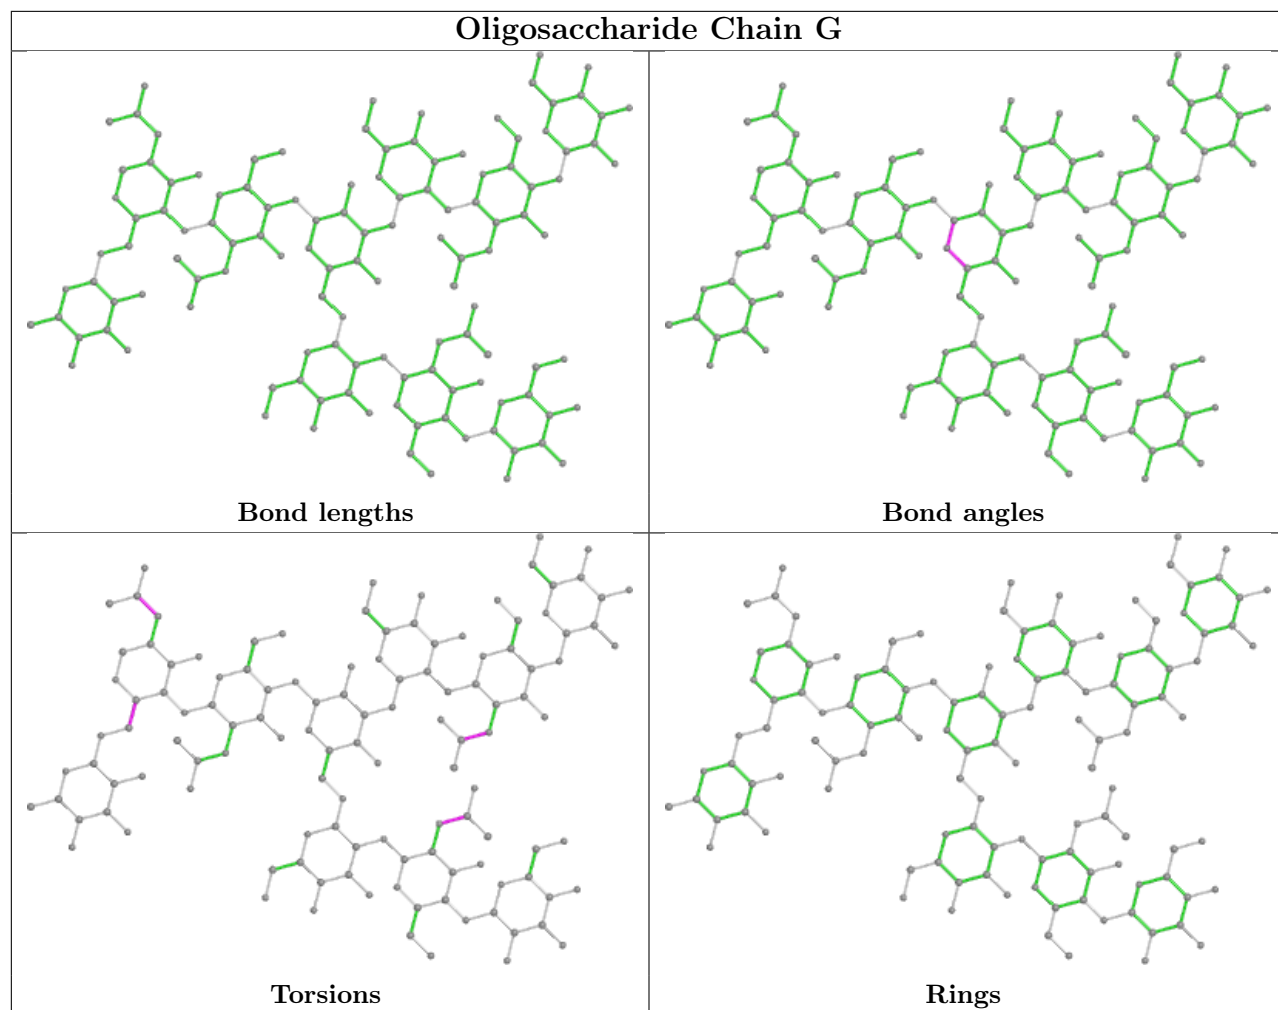 Oligosaccharide Chain G
Bond lengths
Bond angles
Torsions
Rings